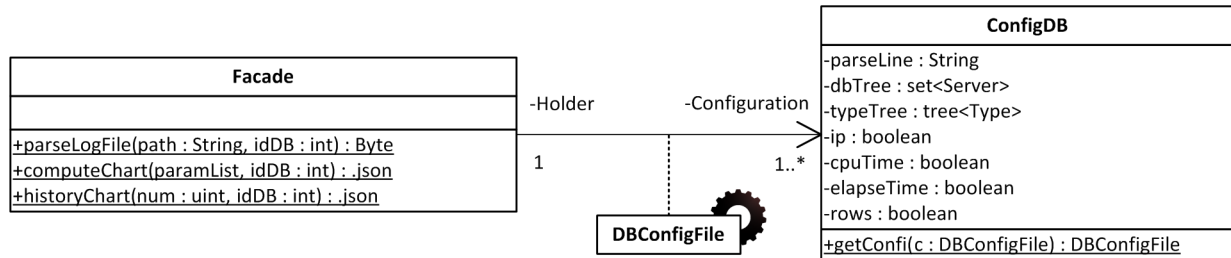 Facade
+parseLogFile(path : String, idDB : int) : Byte
+computeChart(paramList, idDB : int) : .json
+historyChart(num : uint, idDB : int) : .json
-Holder
-Configuration
1
1..*
DBConfigFile
ConfigDB
-parseLine : String
-dbTree : set<Server>
-typeTree : tree<Type>
-ip : boolean
-cpuTime : boolean
-elapseTime : boolean
-rows : boolean
+getConfi(c : DBConfigFile) : DBConfigFile